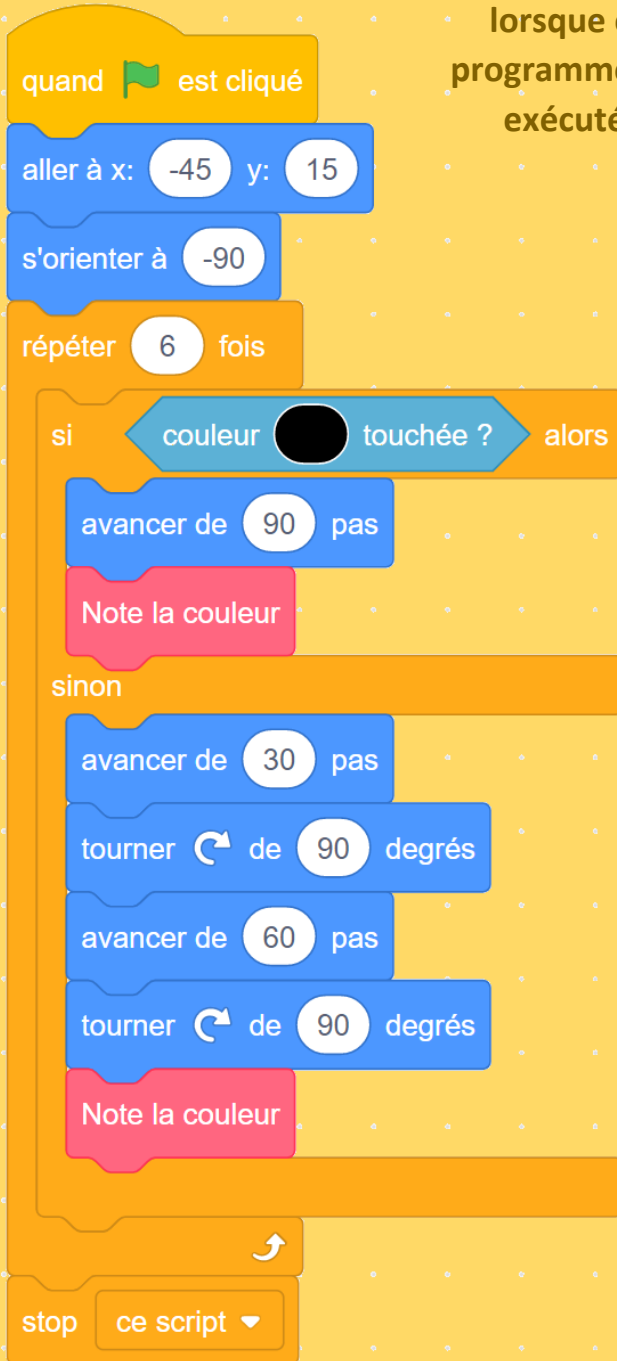 lorsque
programme
exécuté
quand est cliqué
aller à x: -45 y: 15
s'orienter à -90
répéter 6 fois
si couleur touchée ? alors
avancer de 90 pas
Note la couleur
sinon
avancer de 30 pas
tourner de 90 degrés
avancer de 60 pas
tourner de 90 degrés
Note la couleur
stop ce script